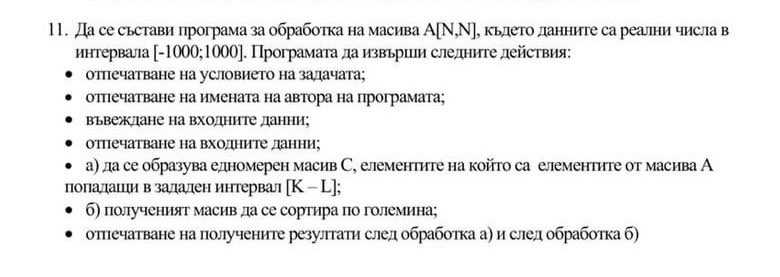 11. Да се състави програма за обработка на масива A[N,N], където данните са реални числа в
интервала [-1000;1000]. Програмата да извърши следните действия:
• отпечатване на условието на задачата;
• отпечатване на имената на автора на програмата;
• въвеждане на входните данни;
• отпечатване на входните данни;
• а) да се образува едномерен масив С, елементите на който са елементите от масива А
попадащи в зададен интервал [K – L];
• б) полученият масив да се сортира по големина;
• отпечатване на получените резултати след обработка а) и след обработка б)